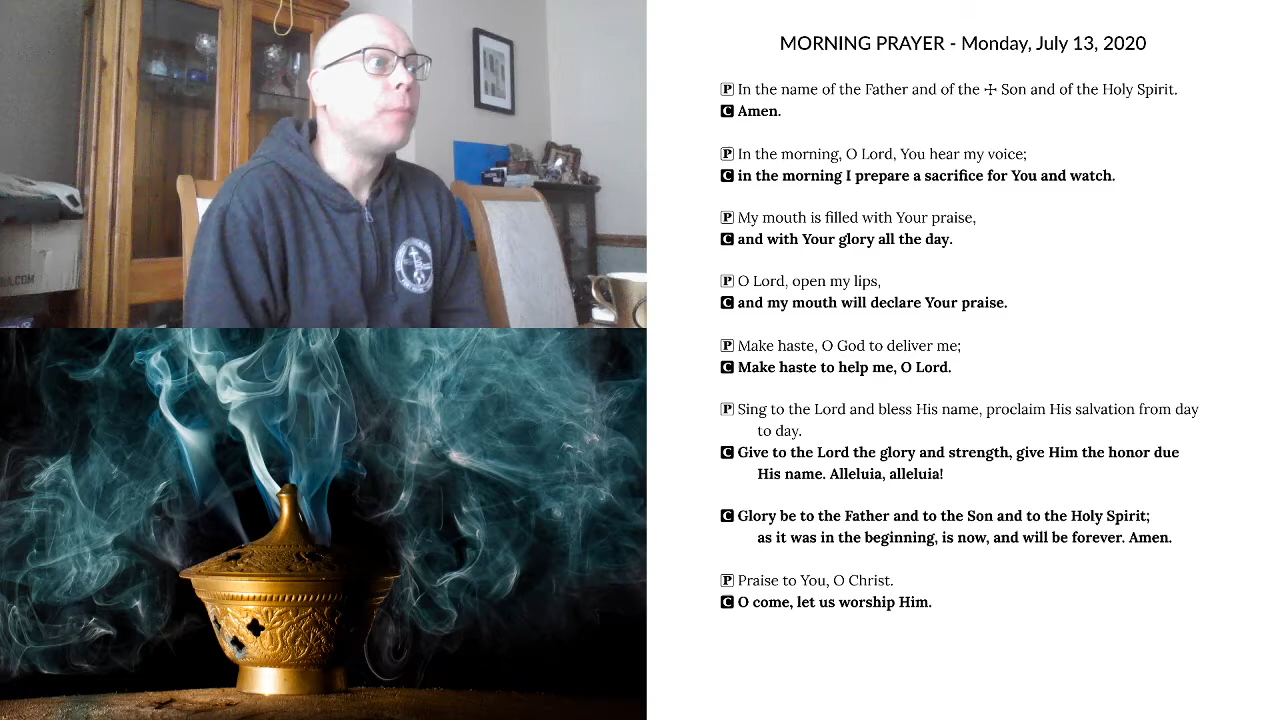 MORNING PRAYER - Monday, July 13, 2020
P In the name of the Father and of the ☩ Son and of the Holy Spirit.
C Amen.
P In the morning, O Lord, You hear my voice;
C in the morning I prepare a sacrifice for You and watch.
P My mouth is filled with Your praise,
C and with Your glory all the day.
P O Lord, open my lips,
C and my mouth will declare Your praise.
P Make haste, O God to deliver me;
C Make haste to help me, O Lord.
P Sing to the Lord and bless His name, proclaim His salvation from day
to day.
C Give to the Lord the glory and strength, give Him the honor due
His name. Alleluia, alleluia!
C Glory be to the Father and to the Son and to the Holy Spirit;
as it was in the beginning, is now, and will be forever. Amen.
P Praise to You, O Christ.
C O come, let us worship Him.